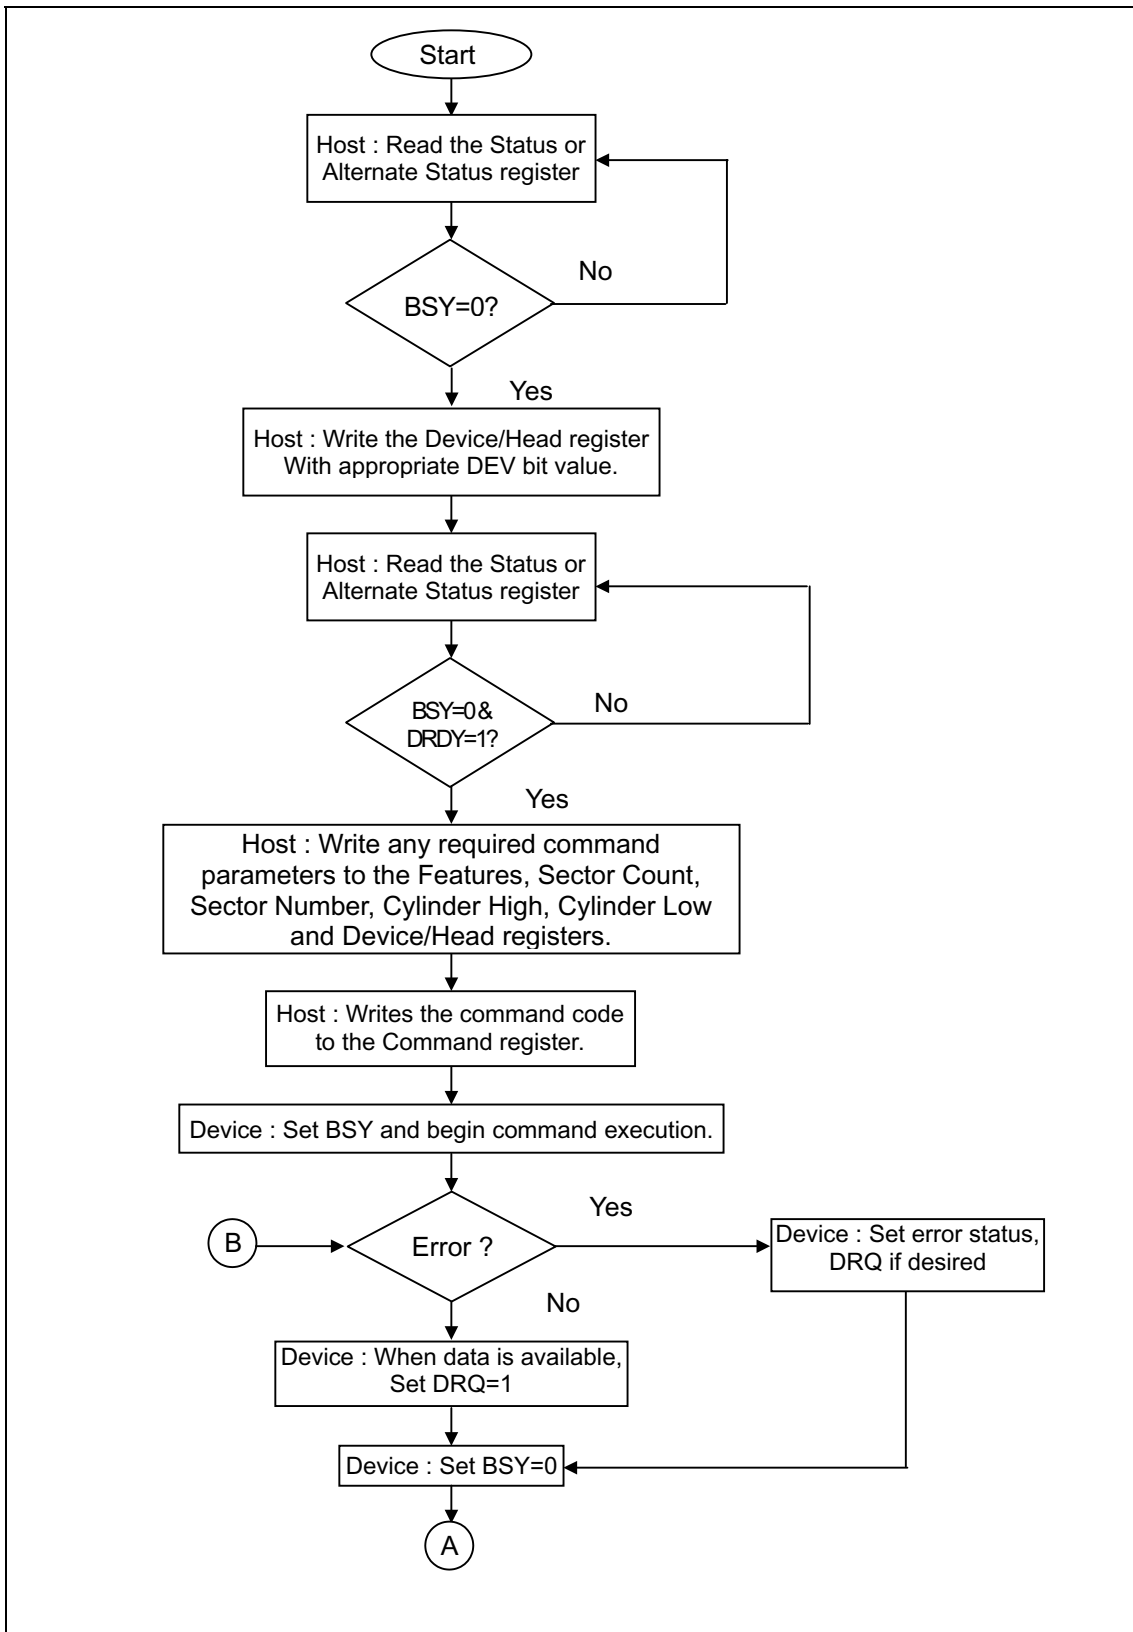 Start
Host : Read the Status or
Alternate Status register
No
BSY=0?
Yes
Host : Write the Device/Head register
With appropriate DEV bit value.
Host : Read the Status or
Alternate Status register
No
BSY=0 &
DRDY=1?
Yes
Host : Write any required command
parameters to the Features, Sector Count,
Sector Number, Cylinder High, Cylinder Low
and Device/Head registers.
Host : Writes the command code
to the Command register.
Device : Set BSY and begin command execution.
B
Error ?
Yes
Device : Set error status,
DRQ if desired
No
Device : When data is available,
Set DRQ=1
Device : Set BSY=0
A